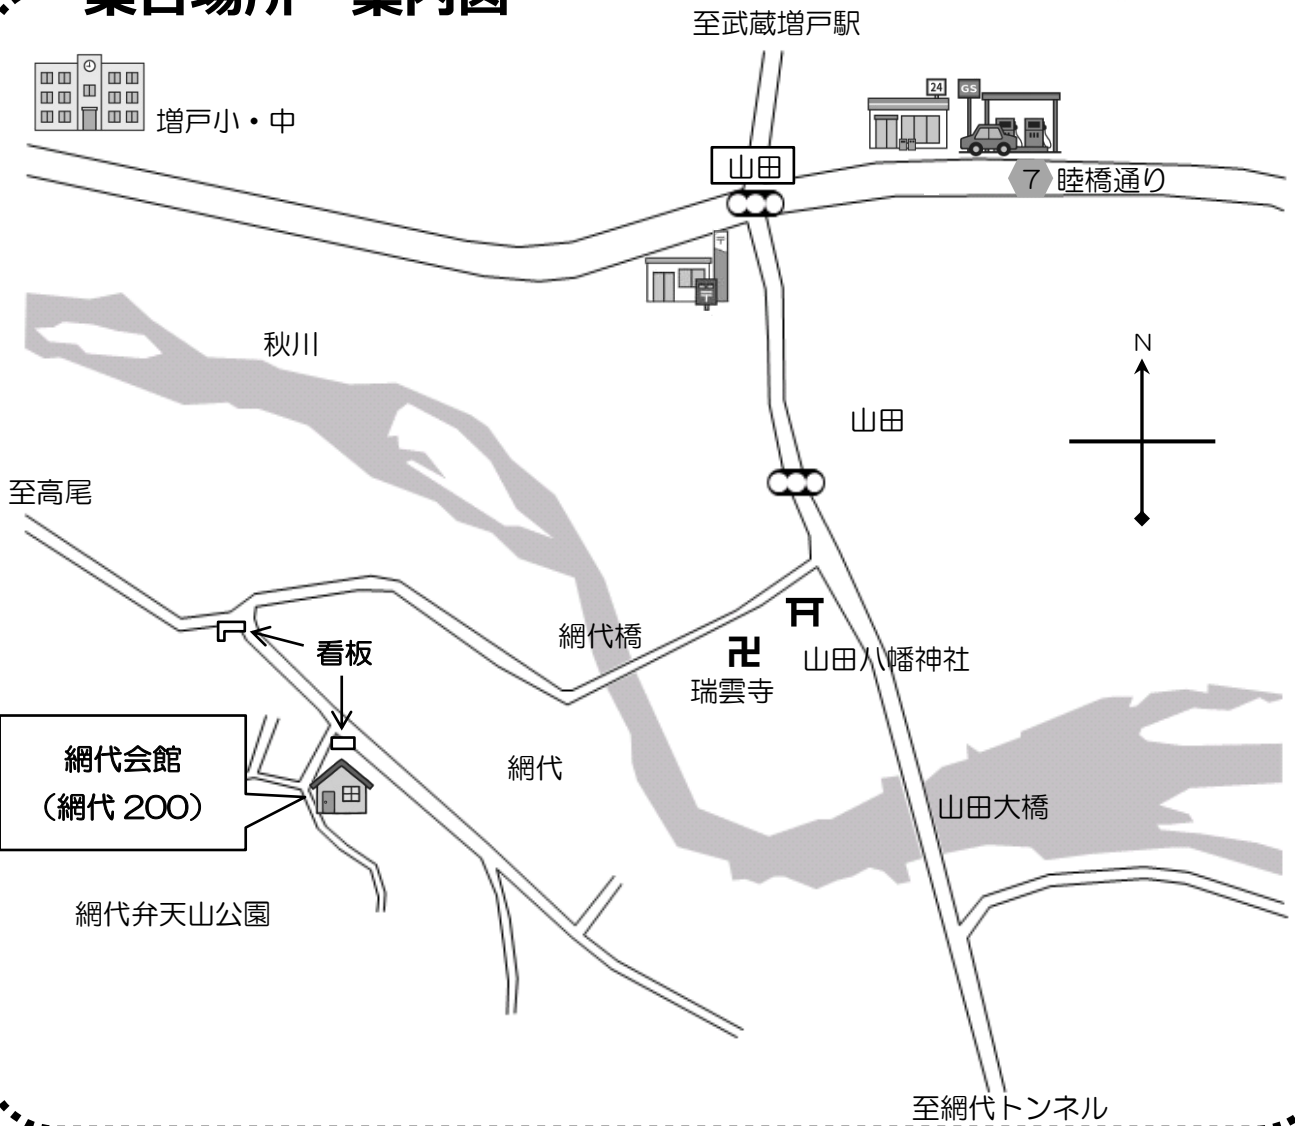 集合場所 案内図
至武蔵増戸駅
24
GS
増戸小・中
山田
7
睦橋通り
〒
〒
秋川
N
山田
至高尾
網代橋
看板
卍
山田八幡神社
瑞雲寺
網代会館
(網代 200)
網代
山田大橋
網代弁天山公園
至網代トンネル